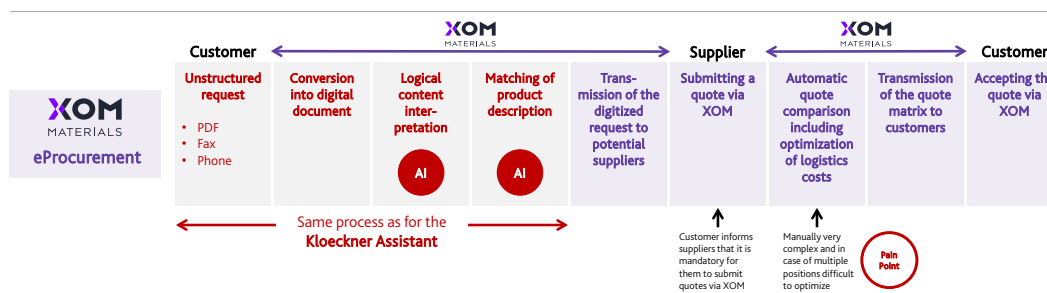 XOM
MATERIALS
XOM
MATERIALS
Customer
Supplier
Customer
XOM
MATERIALS
eProcurement
Unstructured
request
• PDF
• Fax
• Phone
Conversion
into digital
document
Logical
content
inter-
pretation
AI
Matching of
product
description
AI
Trans-
mission of the
digitized
request to
potential
suppliers
Submitting a
quote via
XOM
Automatic
quote
comparison
including
optimization
of logistics
costs
Transmission
of the quote
matrix to
customers
Accepting th
quote via
XOM
Same process as for the
Kloeckner Assistant
Customer informs
suppliers that it is
mandatory for
them to submit
quotes via XOM
Manually very
complex and in
case of multiple
positions difficult
to optimize
Pain
Point